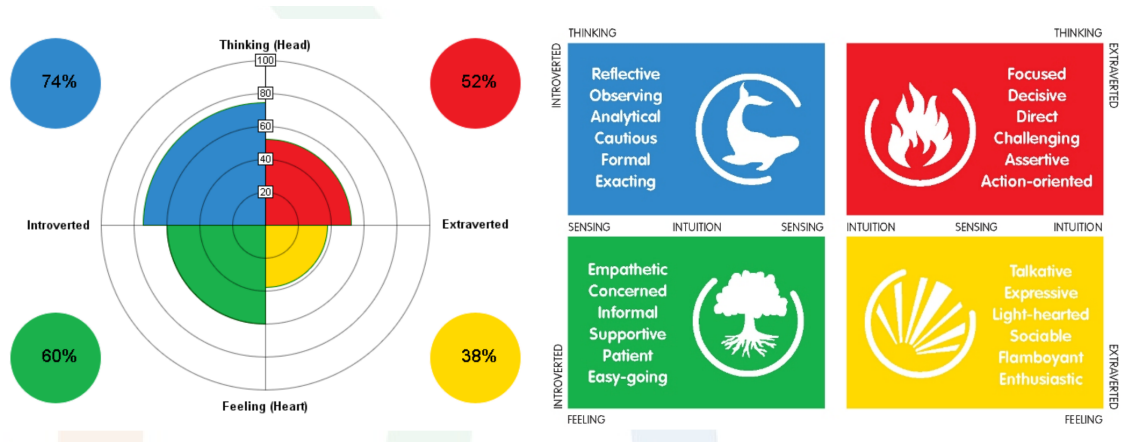 74%
Thinking (Head)
52%
100
80
60
40
20
Introverted
Extraverted
60%
38%
Feeling (Heart)
THINKING
INTROVERTED
Reflective
Observing
Analytical
Cautious
Formal
Exacting
THINKING
EXTRAVERTED
Focused
Decisive
Direct
Challenging
Assertive
Action-oriented
SENSING INTUITION SENSING
INTUITION SENSING INTUITION
Empathetic
Concerned
Informal
Supportive
Patient
Easy-going
INTROVERTED
FEELING
Talkative
Expressive
Light-hearted
Sociable
Flamboyant
Enthusiastic
EXTRAVERTED
FEELING